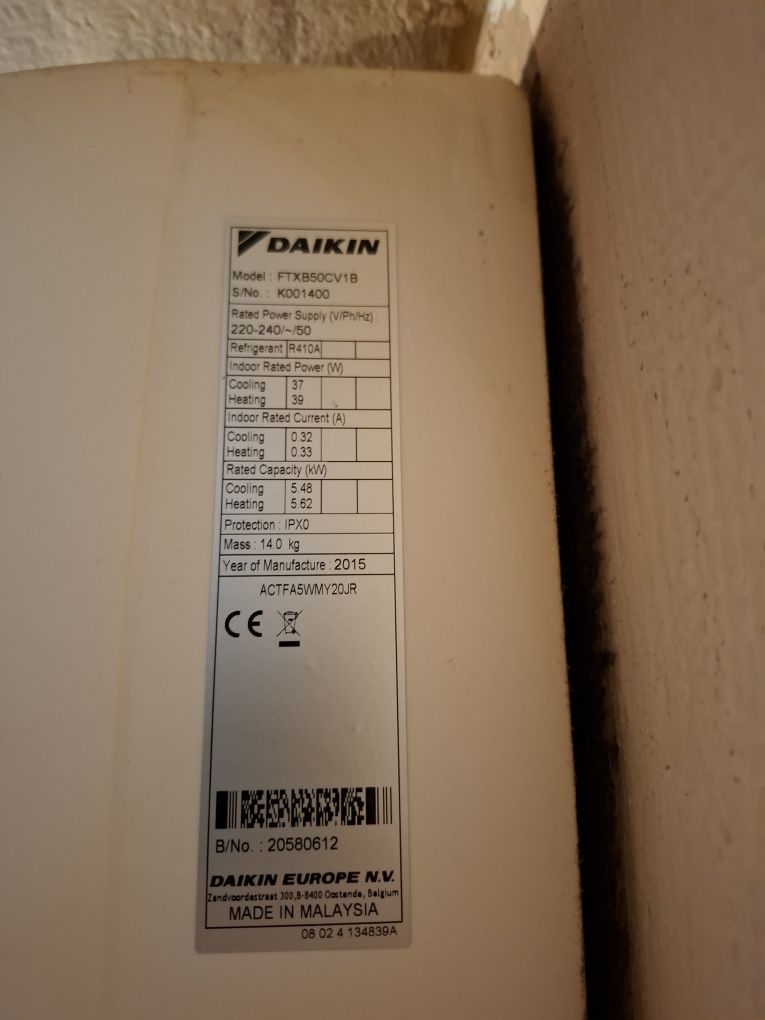 DAIKIN
Model : FTXB50CV1B
S/No. : K001400
Rated Power Supply (V/Ph/Hz) :
220-240/~/50
Refrigerant R410A
Indoor Rated Power (W)
Cooling 37
Heating 39
Indoor Rated Current (A)
Cooling 0.32
Heating 0.33
Rated Capacity (kW)
Cooling 5.48
Heating 5.62
Protection : IPX0
Mass : 14.0 kg
Year of Manufacture : 2015
ACTFA5WMY20JR
CE
B/No. : 20580612
DAIKIN EUROPE N.V.
Zandvoordestraat 300,B-8400 Oostende, Belgium
MADE IN MALAYSIA
08 02 4 134839A